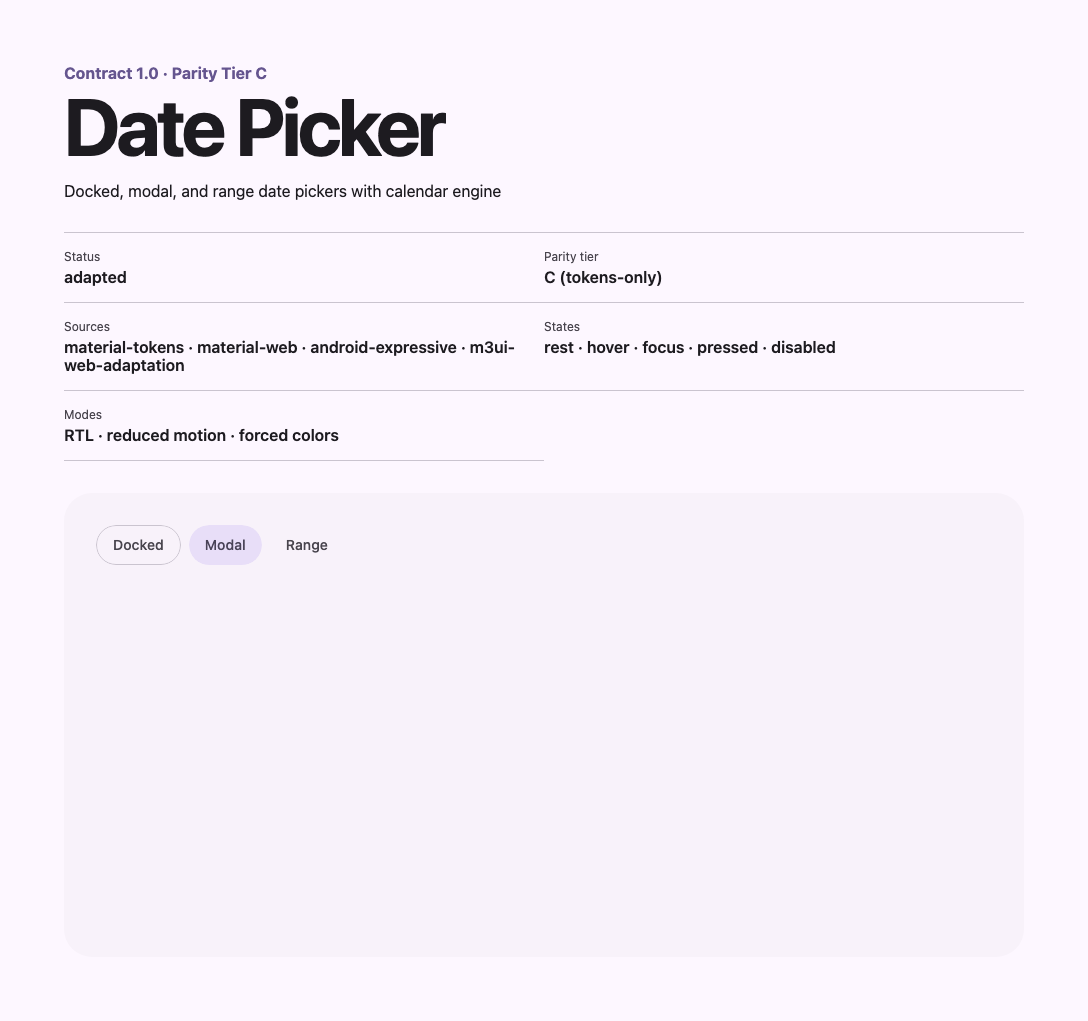 Contract 1.0 · Parity Tier C
Date Picker
Docked, modal, and range date pickers with calendar engine
Status
adapted
Parity tier
C (tokens-only)
Sources
material-tokens · material-web · android-expressive · m3ui-
web-adaptation
States
rest · hover · focus · pressed · disabled
Modes
RTL · reduced motion · forced colors
Docked
Modal
Range